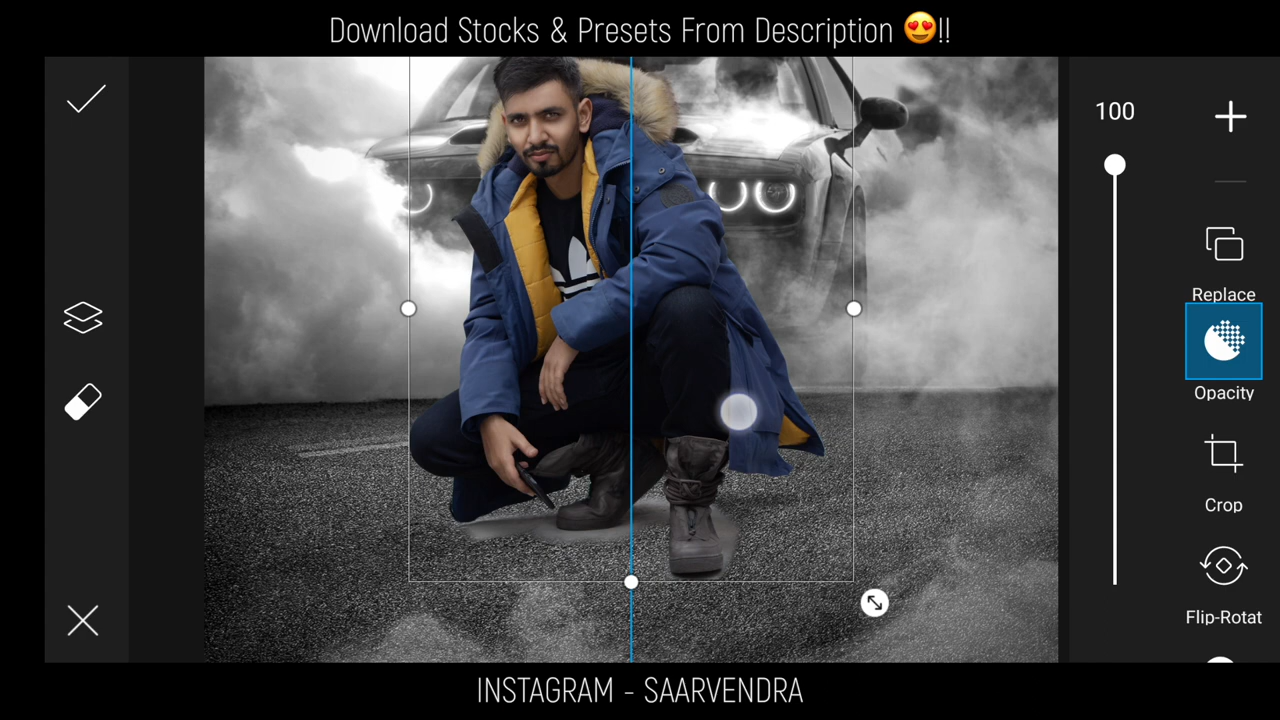 Download Stocks & Presets From Description 😍!!
100
Replace
Opacity
Crop
Flip-Rotat
INSTAGRAM - SAARVENDRA